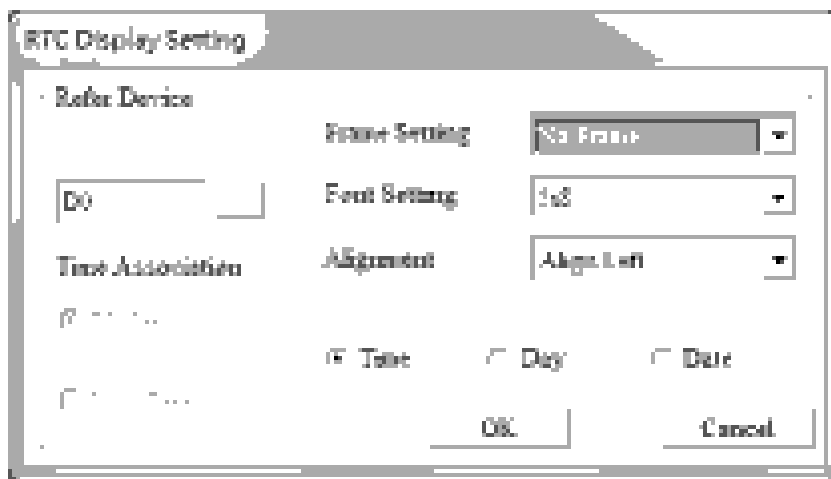 RTC Display Setting
Refer Device
Frame Setting No Frame
D0
Font Setting 5x8
Time Association
Alignment Align Left
Time Day Date
OK Cancel